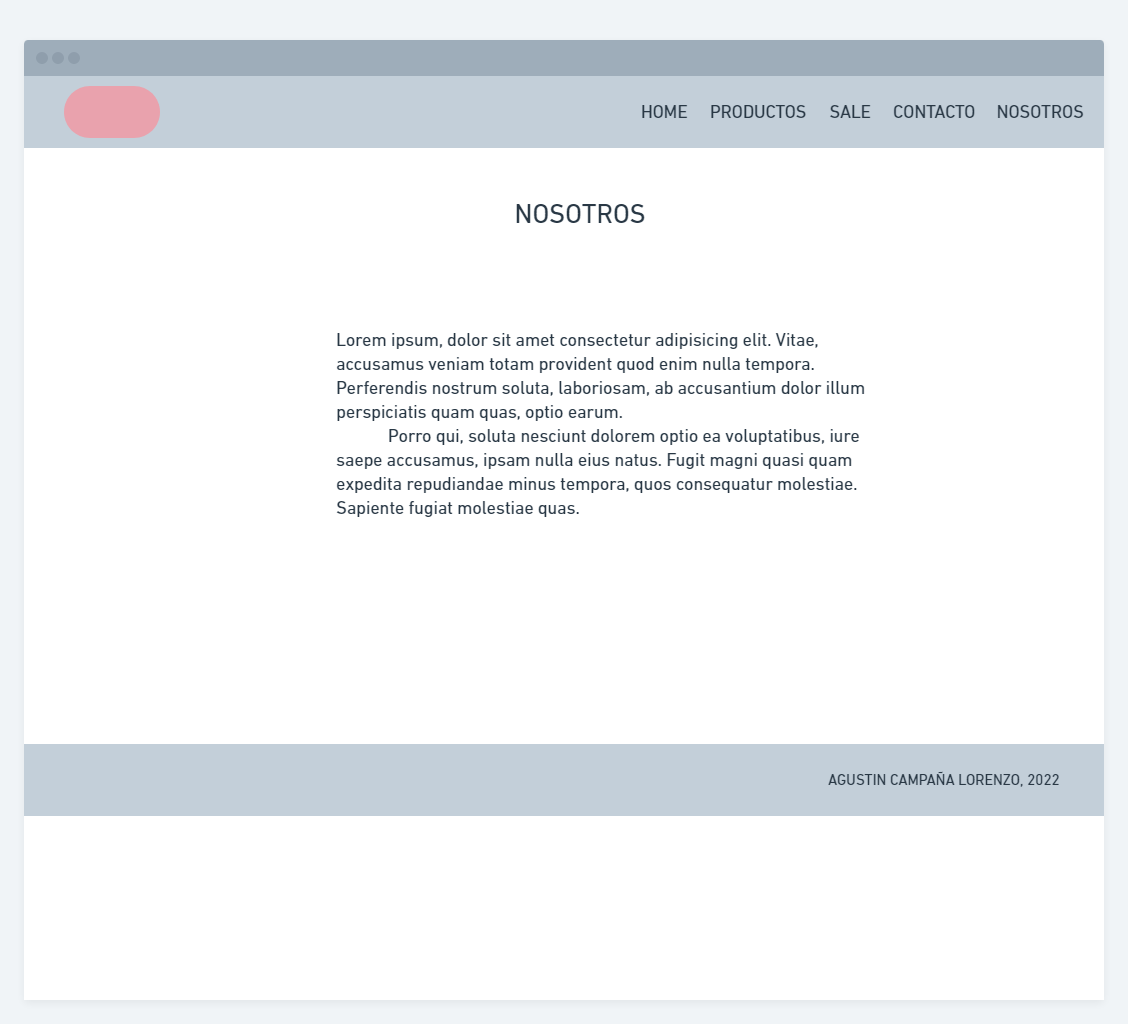 HOME PRODUCTOS SALE CONTACTO NOSOTROS
NOSOTROS
Lorem ipsum, dolor sit amet consectetur adipisicing elit. Vitae,
accusamus veniam totam provident quod enim nulla tempora.
Perferendis nostrum soluta, laboriosam, ab accusantium dolor illum
perspiciatis quam quas, optio earum.
Porro qui, soluta nesciunt dolorem optio ea voluptatibus, iure
saepe accusamus, ipsam nulla eius natus. Fugit magni quasi quam
expedita repudiandae minus tempora, quos consequatur molestiae.
Sapiente fugiat molestiae quas.
AGUSTIN CAMPAÑA LORENZO, 2022